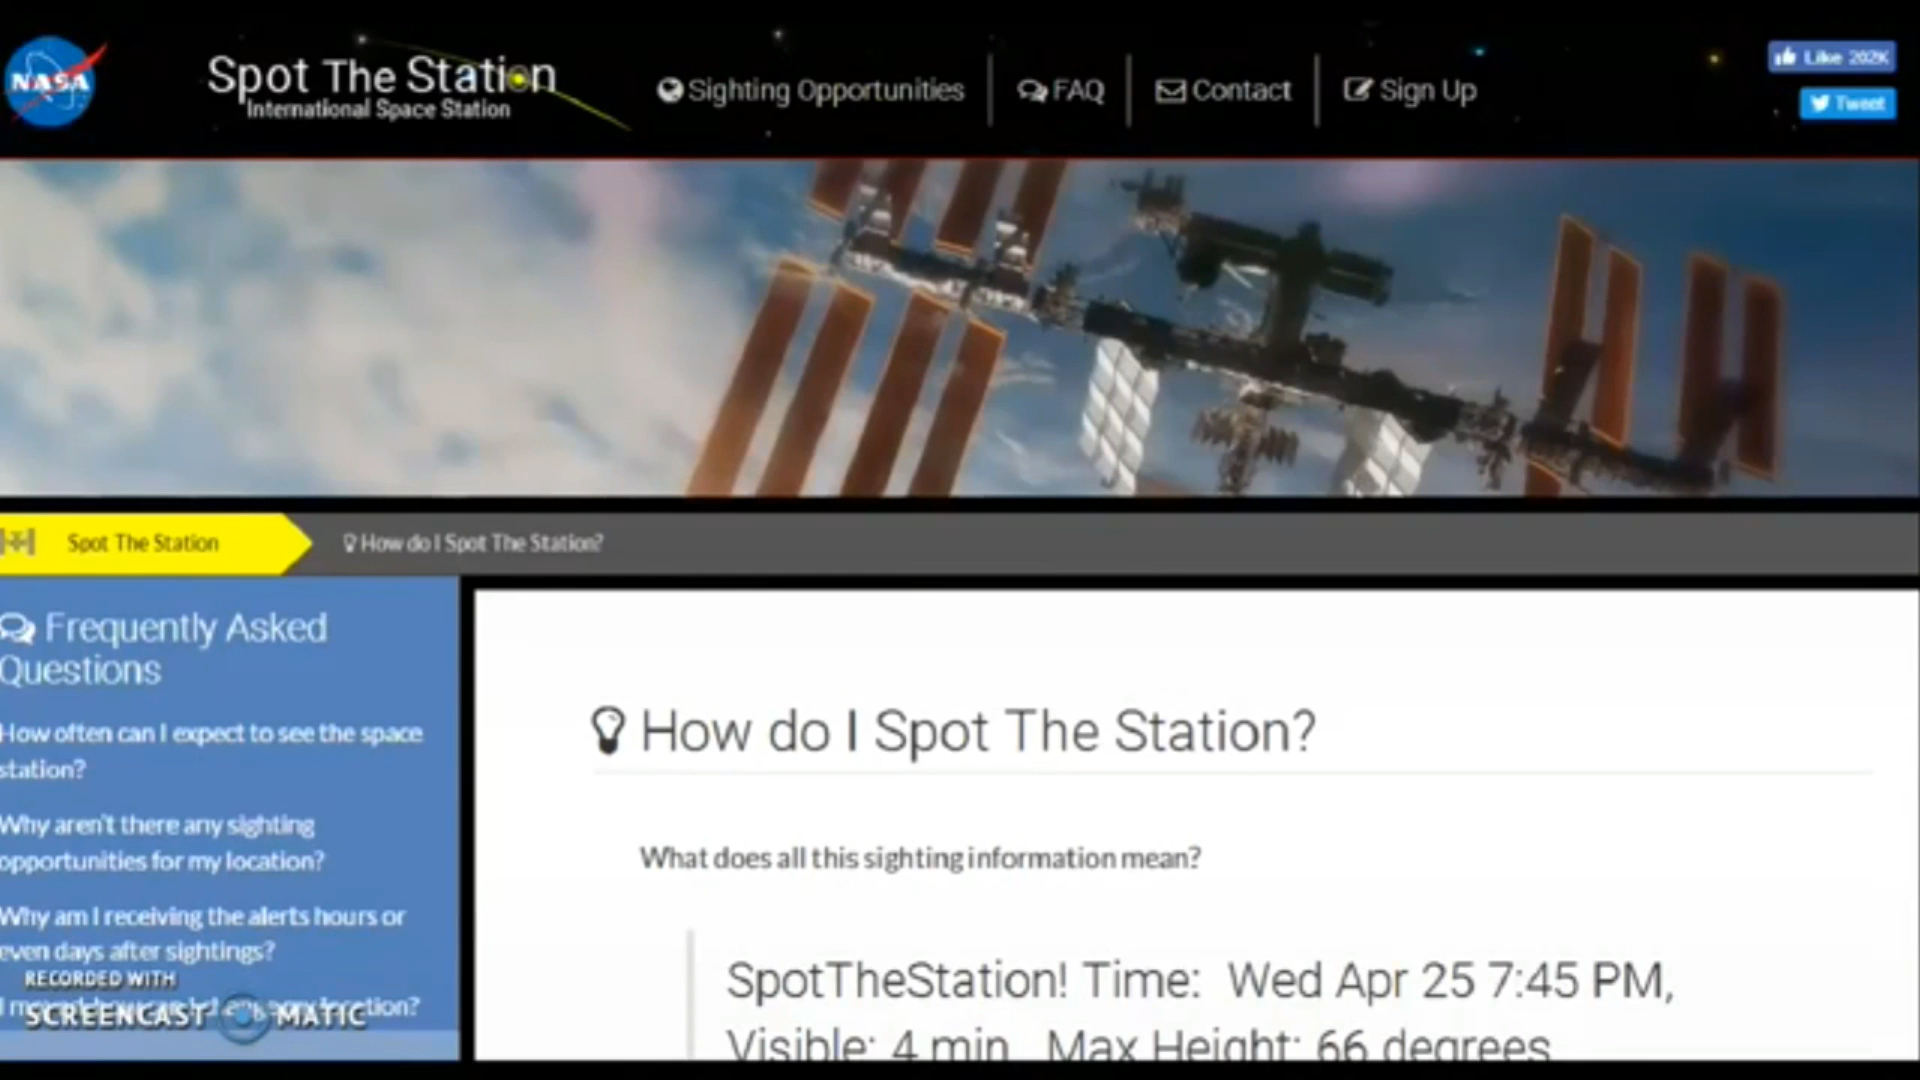 NASA
Spot The Station
International Space Station
Sighting Opportunities
FAQ
Contact
Sign Up
Like 202K
Tweet
Spot The Station
How do I Spot The Station?
Frequently Asked
Questions
How often can I expect to see the space
station?
Why aren't there any sighting
opportunities for my location?
Why am I receiving the alerts hours or
even days after sightings?
RECORDED WITH
SCREENCAST MATIC
How do I Spot The Station?
What does all this sighting information mean?
SpotTheStation! Time: Wed Apr 25 7:45 PM,
Visible: 4 min, Max Height: 66 degrees